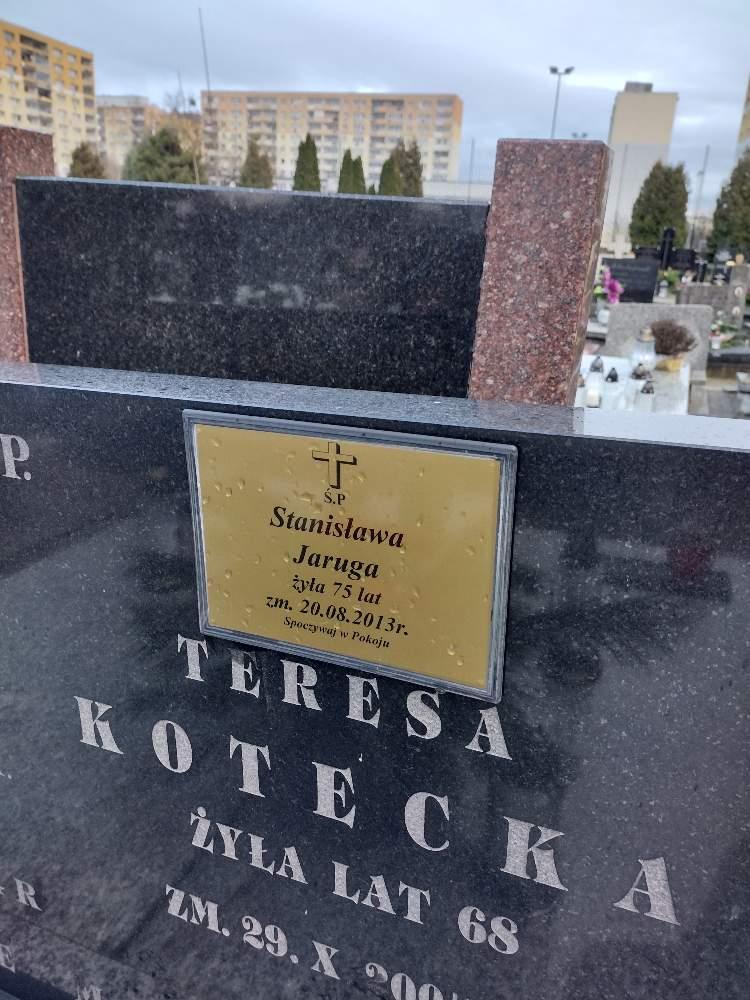 P.
Ś.P
Stanisława
Jaruga
żyła 75 lat
zm. 20.08.2013r.
Spoczywaj w Pokoju
TERESA
KOTECKA
ŻYŁA LAT 68
ZM. 29. X